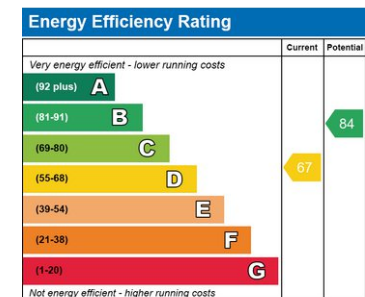 Energy Efficiency Rating
Current Potential
Very energy efficient - lower running costs
(92 plus) A
(81-91) B
84
(69-80) C
67
(55-68) D
(39-54) E
(21-38) F
(1-20) G
Not energy efficient - higher running costs